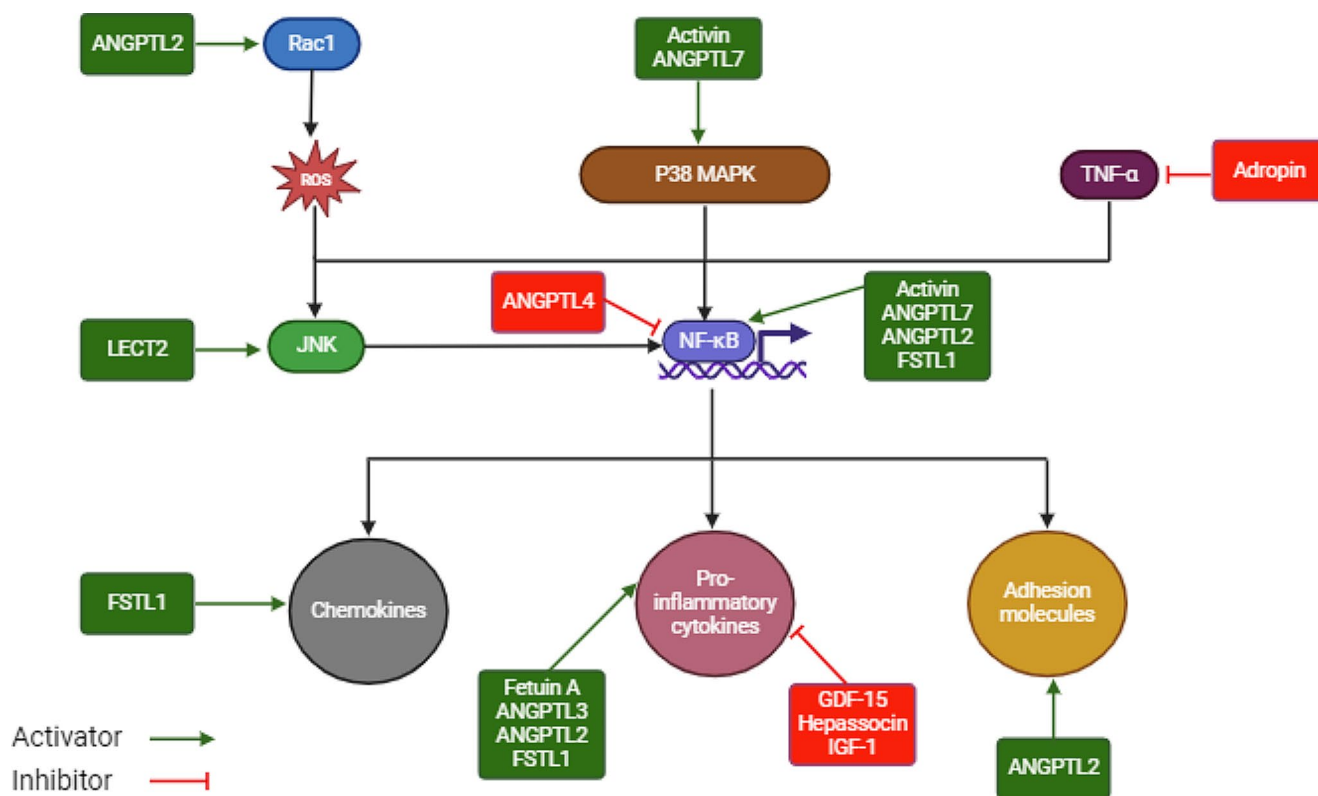 ANGPTL2
Rac1
Activin
ANGPTL7
ROS
P38 MAPK
TNF-α
Adropin
ANGPTL4
Activin
ANGPTL7
ANGPTL2
FSTL1
LECT2
JNK
NF-κB
FSTL1
Chemokines
Pro-
inflammatory
cytokines
Adhesion
molecules
Fetuin A
ANGPTL3
ANGPTL2
FSTL1
GDF-15
Hepassocin
IGF-1
ANGPTL2
Activator
Inhibitor